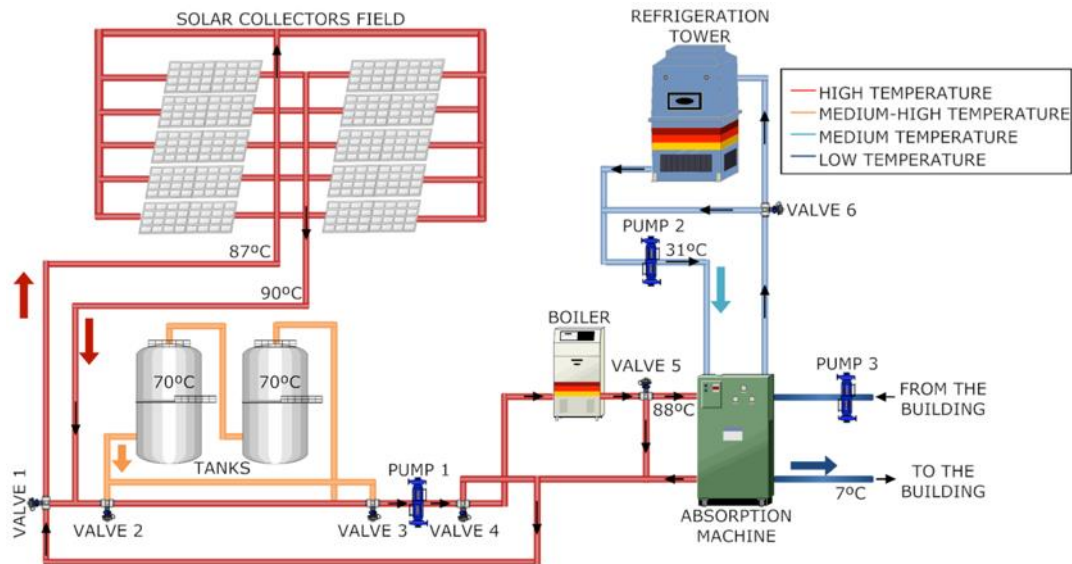 SOLAR COLLECTORS FIELD
REFRIGERATION
TOWER
HIGH TEMPERATURE
MEDIUM-HIGH TEMPERATURE
MEDIUM TEMPERATURE
LOW TEMPERATURE
VALVE 6
PUMP 2
31ºC
87ºC
90ºC
BOILER
VALVE 5
88ºC
PUMP 3
FROM THE
BUILDING
70ºC
70ºC
TANKS
PUMP 1
VALVE 1
VALVE 2
VALVE 3
VALVE 4
7ºC
TO THE
BUILDING
ABSORPTION
MACHINE